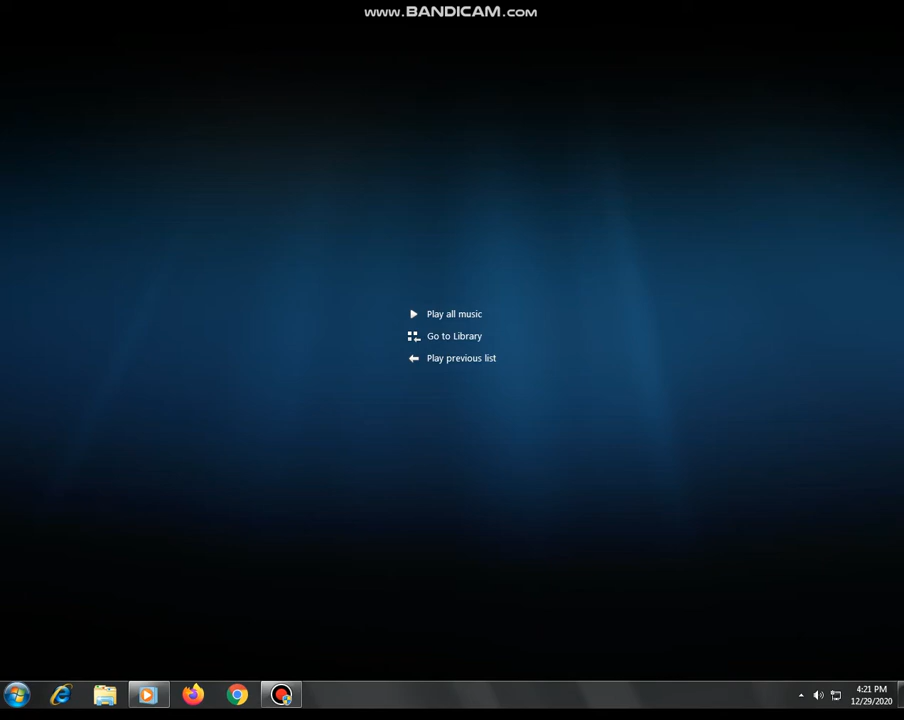 www.BANDICAM.com
Play all music
Go to Library
Play previous list
4:21 PM
12/29/2020